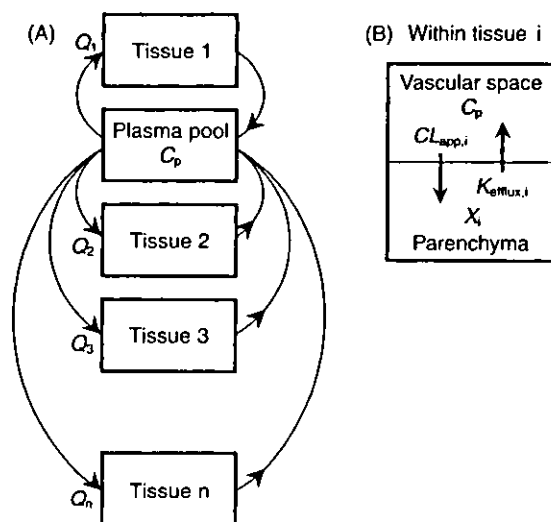 (A)
Q1
Tissue 1
Plasma pool
Cp
Q2
Tissue 2
Q3
Tissue 3
Qn
Tissue n
(B) Within tissue i
Vascular space
Cp
CLapp,i
Kefflux,i
Xi
Parenchyma